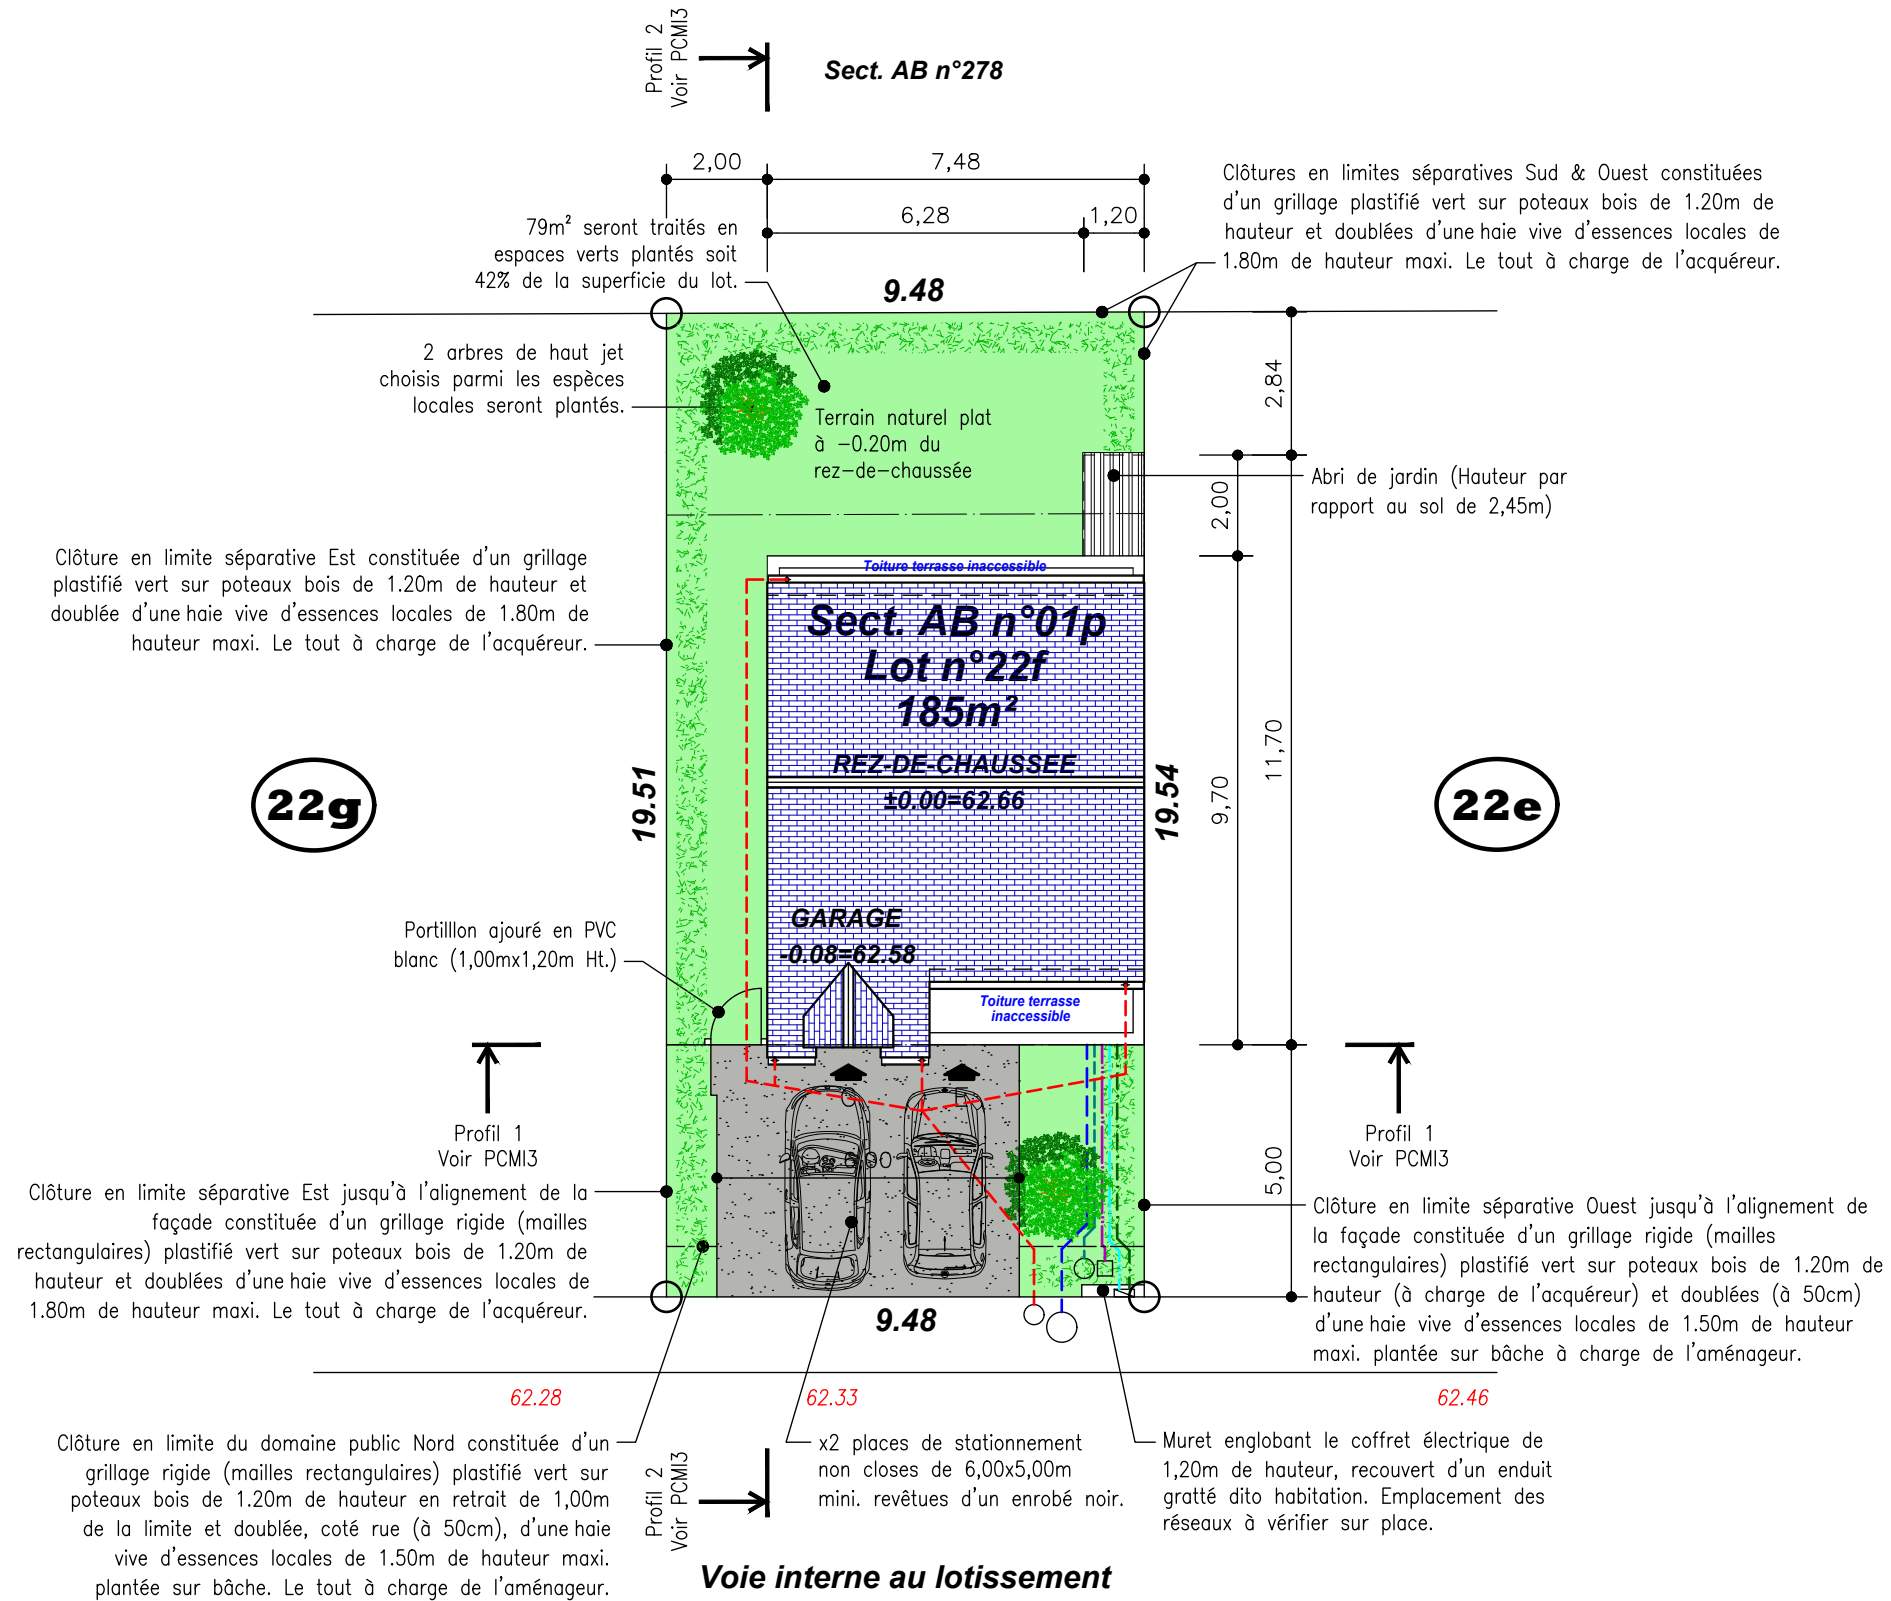 Profil 2
Voir PCMI3
Sect. AB n°278
2,00
7,48
6,28
1,20
79m² seront traités en
espaces verts plantés soit
42% de la superficie du lot.
Clôtures en limites séparatives Sud & Ouest constituées
d'un grillage plastifié vert sur poteaux bois de 1.20m de
hauteur et doublées d'une haie vive d'essences locales de
1.80m de hauteur maxi. Le tout à charge de l'acquéreur.
9.48
2 arbres de haut jet
choisis parmi les espèces
locales seront plantés.
Terrain naturel plat
à -0.20m du
rez-de-chaussée
2,84
2,00
Abri de jardin (Hauteur par
rapport au sol de 2,45m)
Clôture en limite séparative Est constituée d'un grillage
plastifié vert sur poteaux bois de 1.20m de hauteur et
doublée d'une haie vive d'essences locales de 1.80m de
hauteur maxi. Le tout à charge de l'acquéreur.
Toiture terrasse inaccessible
Sect. AB n°01p
Lot n°22f
185m²
REZ-DE-CHAUSSEE
±0.00=62.66
22g
19.51
19.54
9,70
11,70
22e
GARAGE
-0.08=62.58
Portilllon ajouré en PVC
blanc (1,00mx1,20m Ht.)
Toiture terrasse
inaccessible
Profil 1
Voir PCMI3
Profil 1
Voir PCMI3
5,00
Clôture en limite séparative Est jusqu'à l'alignement de la
façade constituée d'un grillage rigide (mailles
rectangulaires) plastifié vert sur poteaux bois de 1.20m de
hauteur et doublées d'une haie vive d'essences locales de
1.80m de hauteur maxi. Le tout à charge de l'acquéreur.
Clôture en limite séparative Ouest jusqu'à l'alignement de
la façade constituée d'un grillage rigide (mailles
rectangulaires) plastifié vert sur poteaux bois de 1.20m de
hauteur (à charge de l'acquéreur) et doublées (à 50cm)
d'une haie vive d'essences locales de 1.50m de hauteur
maxi. plantée sur bâche à charge de l'aménageur.
9.48
62.28
62.33
62.46
Clôture en limite du domaine public Nord constituée d'un
grillage rigide (mailles rectangulaires) plastifié vert sur
poteaux bois de 1.20m de hauteur en retrait de 1,00m
de la limite et doublée, coté rue (à 50cm), d'une haie
vive d'essences locales de 1.50m de hauteur maxi.
plantée sur bâche. Le tout à charge de l'aménageur.
Profil 2
Voir PCMI3
x2 places de stationnement
non closes de 6,00x5,00m
mini. revêtues d'un enrobé noir.
Muret englobant le coffret électrique de
1,20m de hauteur, recouvert d'un enduit
gratté dito habitation. Emplacement des
réseaux à vérifier sur place.
Voie interne au lotissement